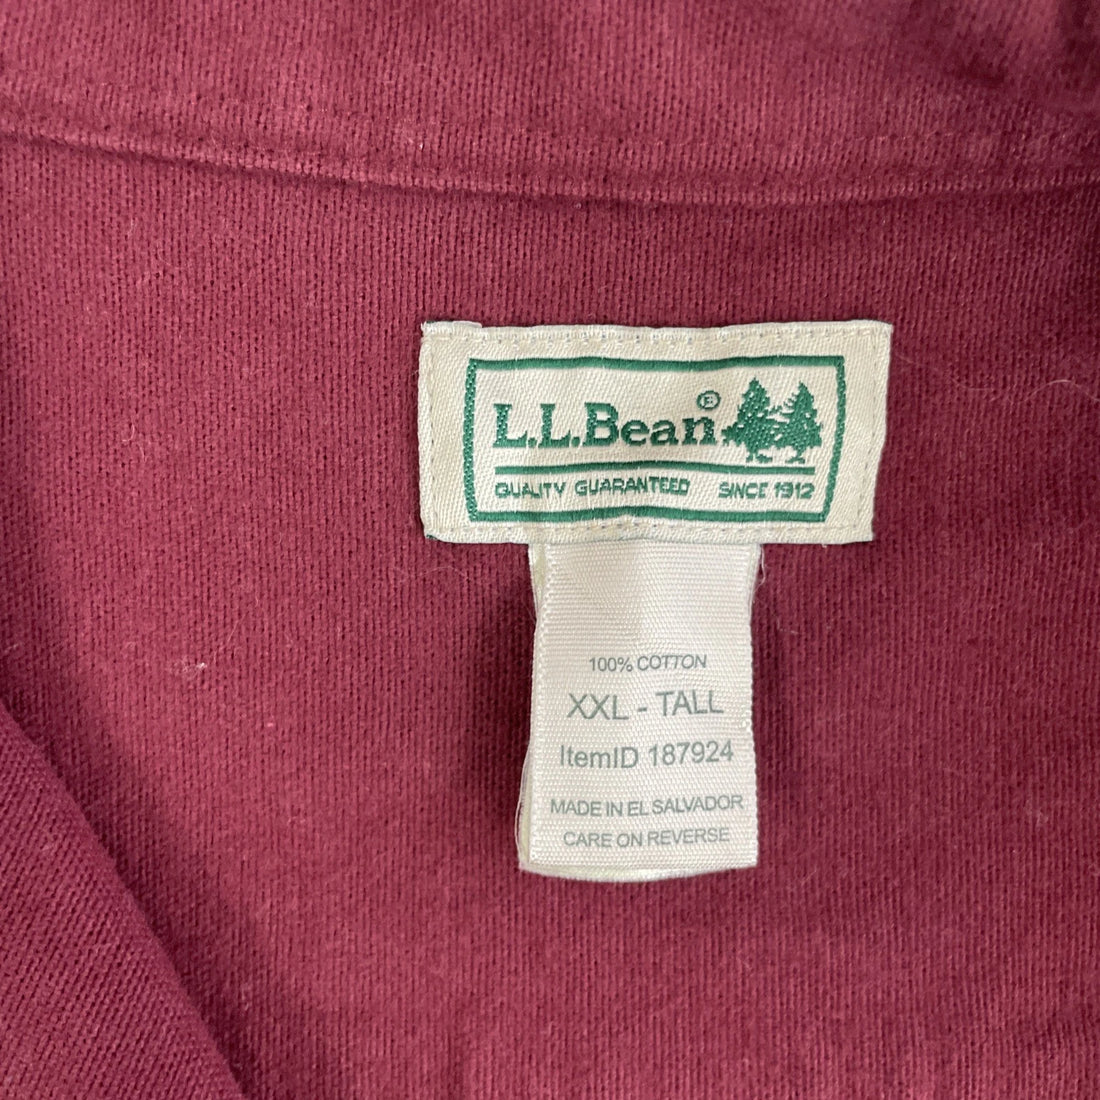 L.L.Bean®
QUALITY GUARANTEED SINCE 1912
100% COTTON
XXL - TALL
ItemID 187924
MADE IN EL SALVADOR
CARE ON REVERSE